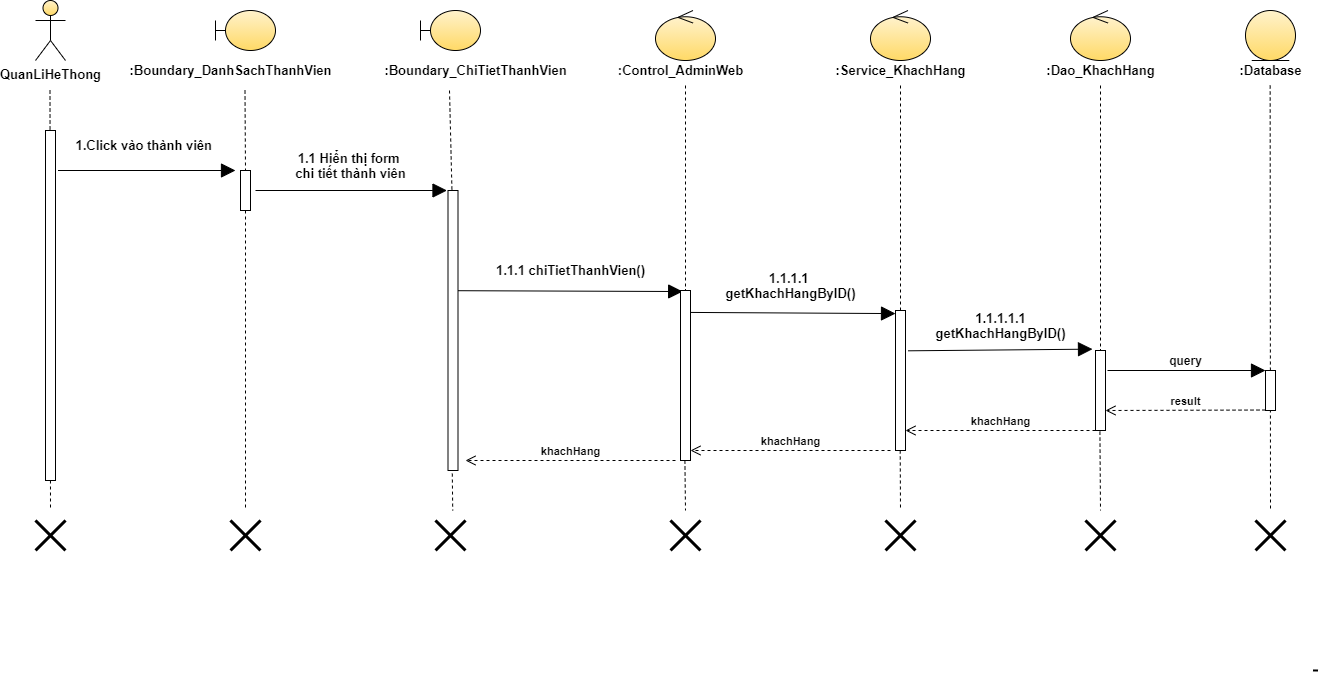 QuanLiHeThong
:Boundary_DanhSachThanhVien
:Boundary_ChiTietThanhVien
:Control_AdminWeb
:Service_KhachHang
:Dao_KhachHang
:Database
1.Click vào thành viên
1.1 Hiển thị form
chi tiết thành viên
1.1.1 chiTietThanhVien()
1.1.1.1
getKhachHangByID()
1.1.1.1.1
getKhachHangByID()
query
result
khachHang
khachHang
khachHang